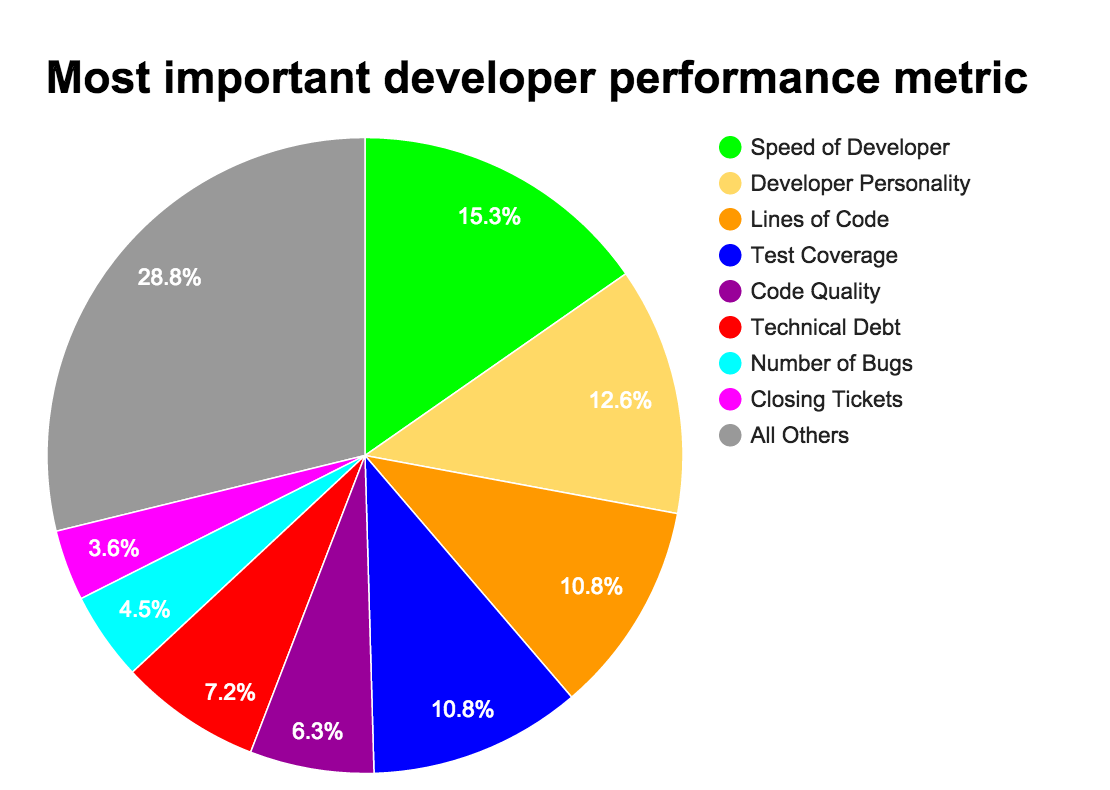 Most important developer performance metric
Speed of Developer
Developer Personality
Lines of Code
Test Coverage
Code Quality
Technical Debt
Number of Bugs
Closing Tickets
All Others
15.3%
12.6%
10.8%
10.8%
6.3%
7.2%
4.5%
3.6%
28.8%